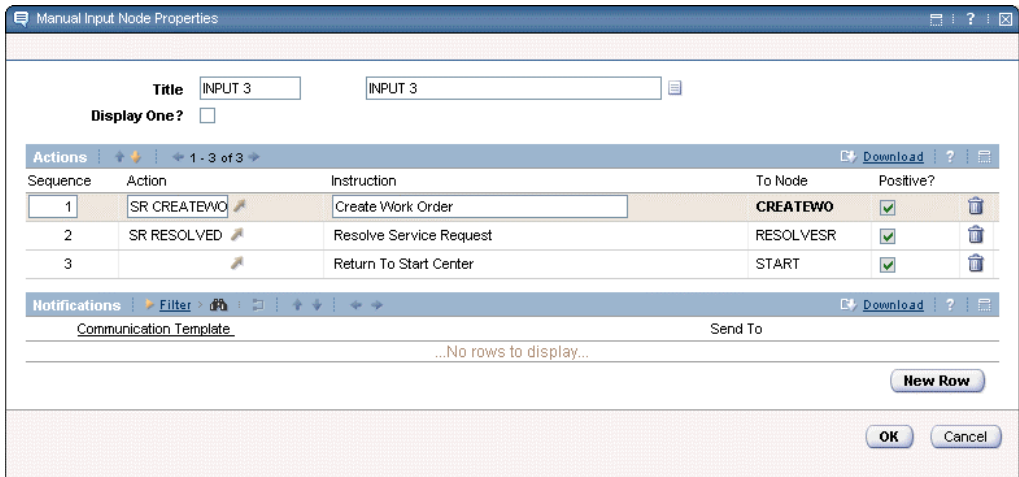 Manual Input Node Properties ?
Title INPUT 3 INPUT 3
Display One?
Actions 1 - 3 of 3 Download ?
Sequence Action Instruction To Node Positive?
1 SR CREATEWO Create Work Order CREATEWO
2 SR RESOLVED Resolve Service Request RESOLVESR
3 Return To Start Center START
Notifications Filter Download ?
Communication Template Send To
...No rows to display...
New Row
OK Cancel